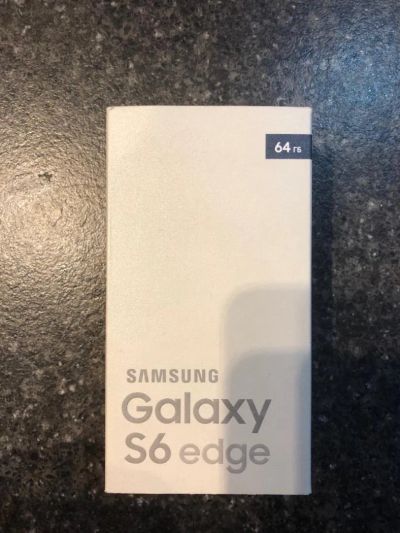 64 ГБ
SAMSUNG
Galaxy
S6 edge